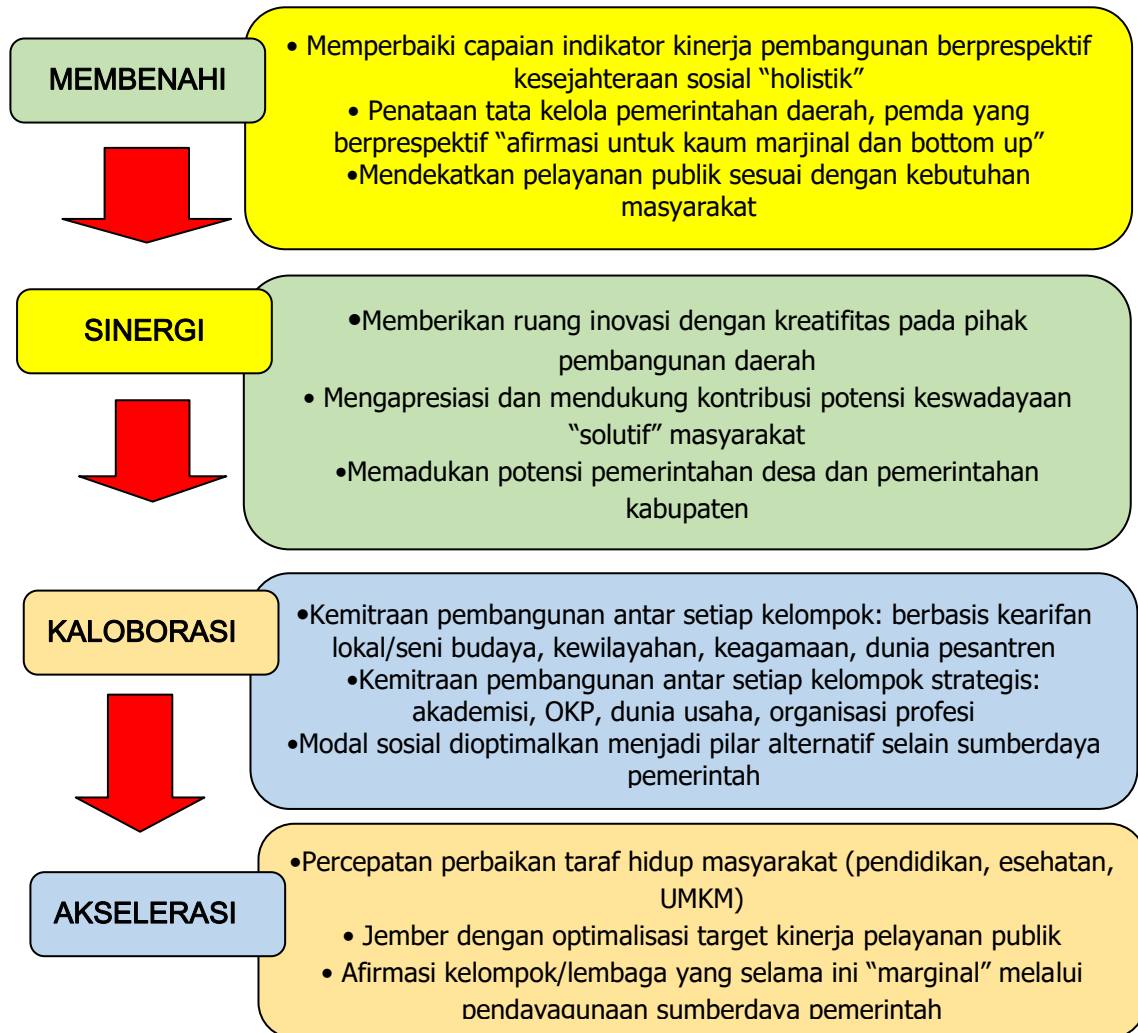 MEMBENAHI
• Memperbaiki capaian indikator kinerja pembangunan berprespektif
kesejahteraan sosial “holistik”
• Penataan tata kelola pemerintahan daerah, pemda yang
berprespektif “afirmasi untuk kaum marjinal dan bottom up”
•Mendekatkan pelayanan publik sesuai dengan kebutuhan
masyarakat
SINERGI
•Memberikan ruang inovasi dengan kreatifitas pada pihak
pembangunan daerah
• Mengapresiasi dan mendukung kontribusi potensi keswadayaan
“solutif” masyarakat
•Memadukan potensi pemerintahan desa dan pemerintahan
kabupaten
KALOBORASI
•Kemitraan pembangunan antar setiap kelompok: berbasis kearifan
lokal/seni budaya, kewilayahan, keagamaan, dunia pesantren
•Kemitraan pembangunan antar setiap kelompok strategis:
akademisi, OKP, dunia usaha, organisasi profesi
•Modal sosial dioptimalkan menjadi pilar alternatif selain sumberdaya
pemerintah
AKSELERASI
•Percepatan perbaikan taraf hidup masyarakat (pendidikan, esehatan,
UMKM)
• Jember dengan optimalisasi target kinerja pelayanan publik
• Afirmasi kelompok/lembaga yang selama ini “marginal” melalui
pendayagunaan sumberdaya pemerintah